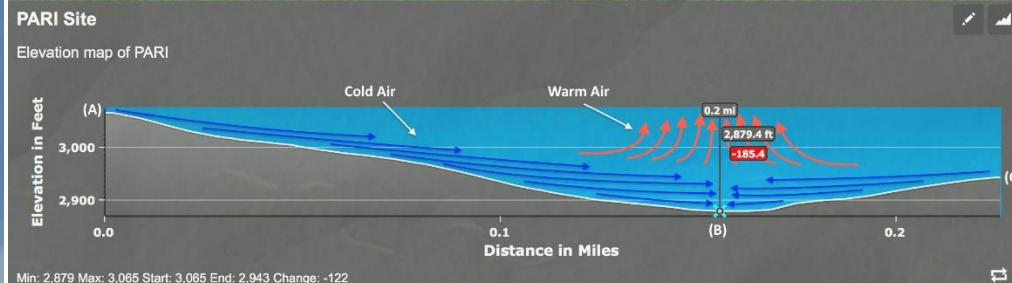 PARI Site
Elevation map of PARI
Cold Air
Warm Air
(A)
0.2 mi
2,879.4 ft
-185.4
Elevation in Feet
3,000
2,900
0.0
0.1
(B)
0.2
Distance in Miles
Min: 2,879 Max: 3,065 Start: 3,065 End: 2,943 Change: -122